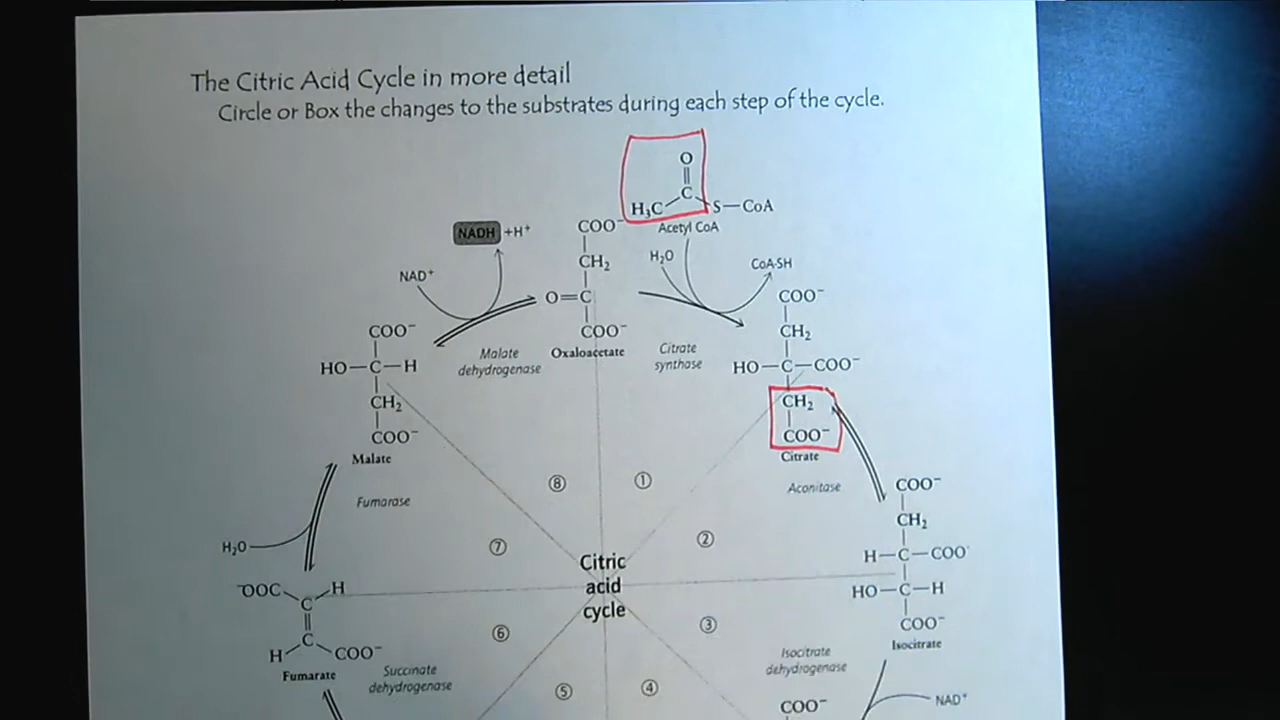 The Citric Acid Cycle in more detail
Circle or Box the changes to the substrates during each step of the cycle.
O
H₃C C S—CoA
Acetyl CoA
NADH +H⁺
NAD⁺
COO⁻
CH₂
O=C
COO⁻
Oxaloacetate
H₂O
CoA-SH
Malate
dehydrogenase
Citrate
synthase
COO⁻
HO—C—H
CH₂
COO⁻
Malate
COO⁻
CH₂
HO—C—COO⁻
CH₂
COO⁻
Citrate
Fumarase
⑧
①
Aconitase
H₂O
⑦
②
COO⁻
CH₂
H—C—COO⁻
HO—C—H
COO⁻
Isocitrate
Citric
acid
cycle
⁻OOC H
C
C
H COO⁻
Fumarate
Succinate
dehydrogenase
⑥
③
⑤
④
Isocitrate
dehydrogenase
COO⁻
NAD⁺